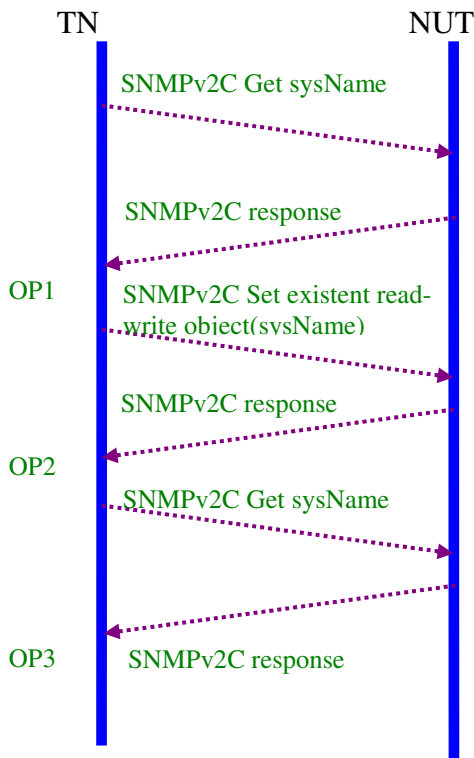 TN NUT
SNMPv2C Get sysName
SNMPv2C response
OP1
SNMPv2C Set existent read-
write object(sysName)
SNMPv2C response
OP2
SNMPv2C Get sysName
OP3 SNMPv2C response